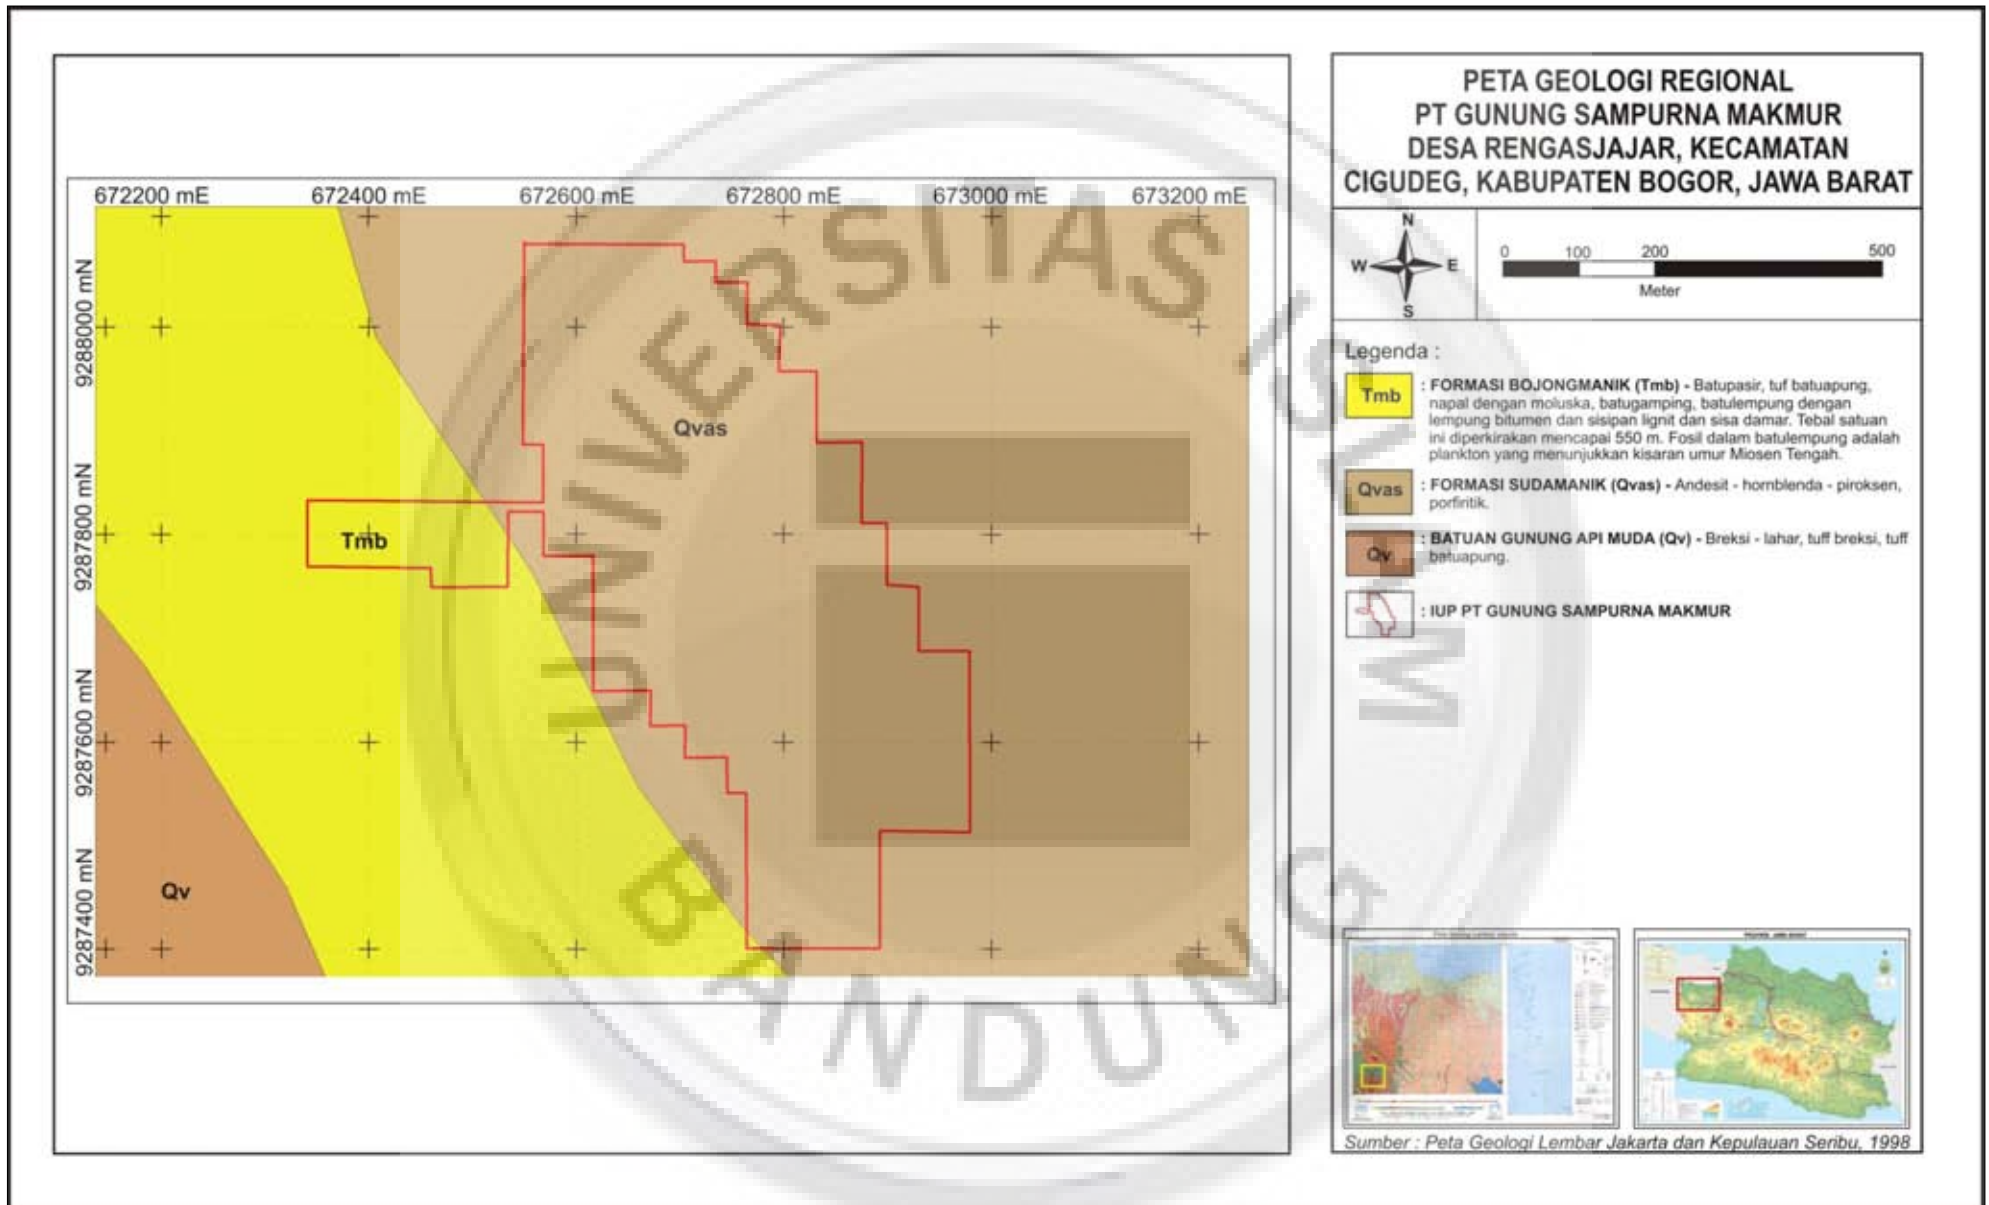 PETA GEOLOGI REGIONAL
PT GUNUNG SAMPURNA MAKMUR
DESA RENGASJAJAR, KECAMATAN
CIGUDEG, KABUPATEN BOGOR, JAWA BARAT
672200 mE 672400 mE 672600 mE 672800 mE 673000 mE 673200 mE
9288000 mN
9287800 mN
9287600 mN
9287400 mN
Qvas
Tmb
Qv
UNIVERSITAS ISLAM
BANDUNG
N
W E
S
0 100 200 500
Meter
Legenda :
Tmb : FORMASI BOJONGMANIK (Tmb) - Batupasir, tuf batuapung,
napal dengan moluska, batugamping, batulempung dengan
lempung bitumen dan sisipan lignit dan sisa damar. Tebal satuan
ini diperkirakan mencapai 550 m. Fosil dalam batulempung adalah
plankton yang menunjukkan kisaran umur Miosen Tengah.
Qvas : FORMASI SUDAMANIK (Qvas) - Andesit - hornblenda - piroksen,
porfiritik.
Qv : BATUAN GUNUNG API MUDA (Qv) - Breksi - lahar, tuff breksi, tuff
batuapung.
: IUP PT GUNUNG SAMPURNA MAKMUR
Sumber : Peta Geologi Lembar Jakarta dan Kepulauan Seribu, 1998